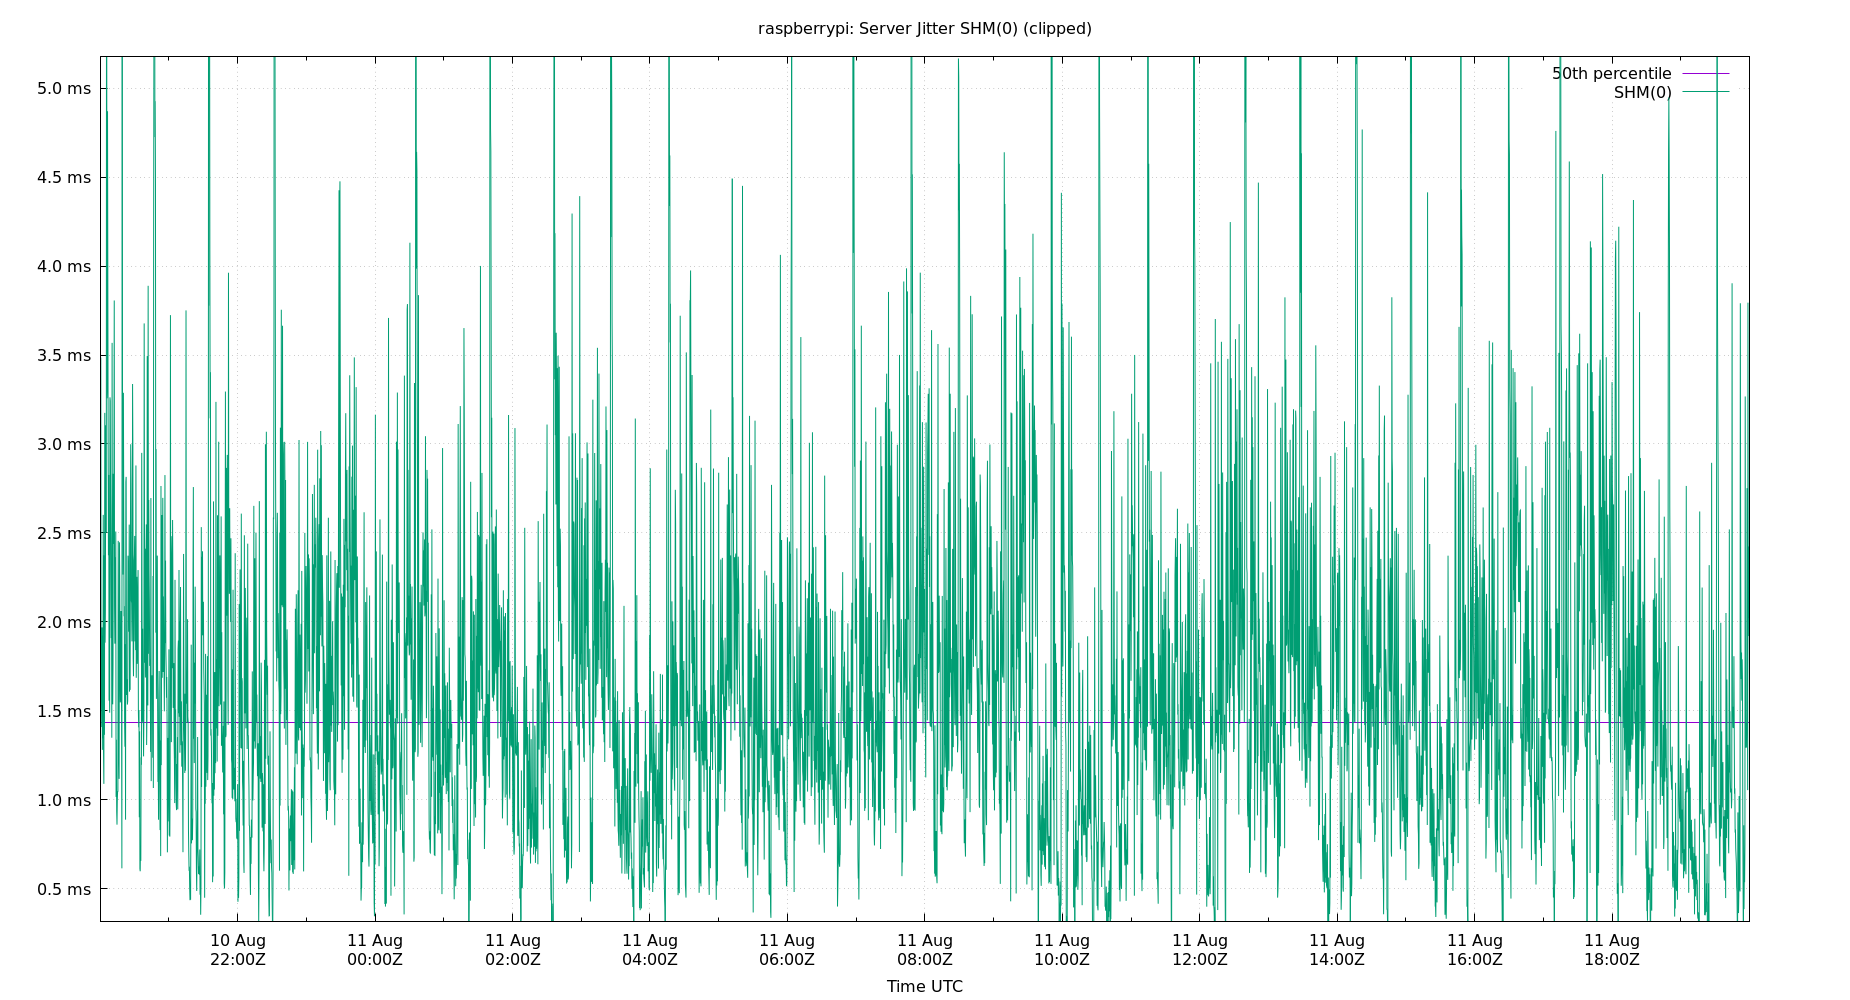 raspberrypi: Server Jitter SHM(0) (clipped)
50th percentile
SHM(0)
5.0 ms
4.5 ms
4.0 ms
3.5 ms
3.0 ms
2.5 ms
2.0 ms
1.5 ms
1.0 ms
0.5 ms
10 Aug 11 Aug 11 Aug 11 Aug 11 Aug 11 Aug 11 Aug 11 Aug 11 Aug 11 Aug 11 Aug
22:00Z 00:00Z 02:00Z 04:00Z 06:00Z 08:00Z 10:00Z 12:00Z 14:00Z 16:00Z 18:00Z
Time UTC